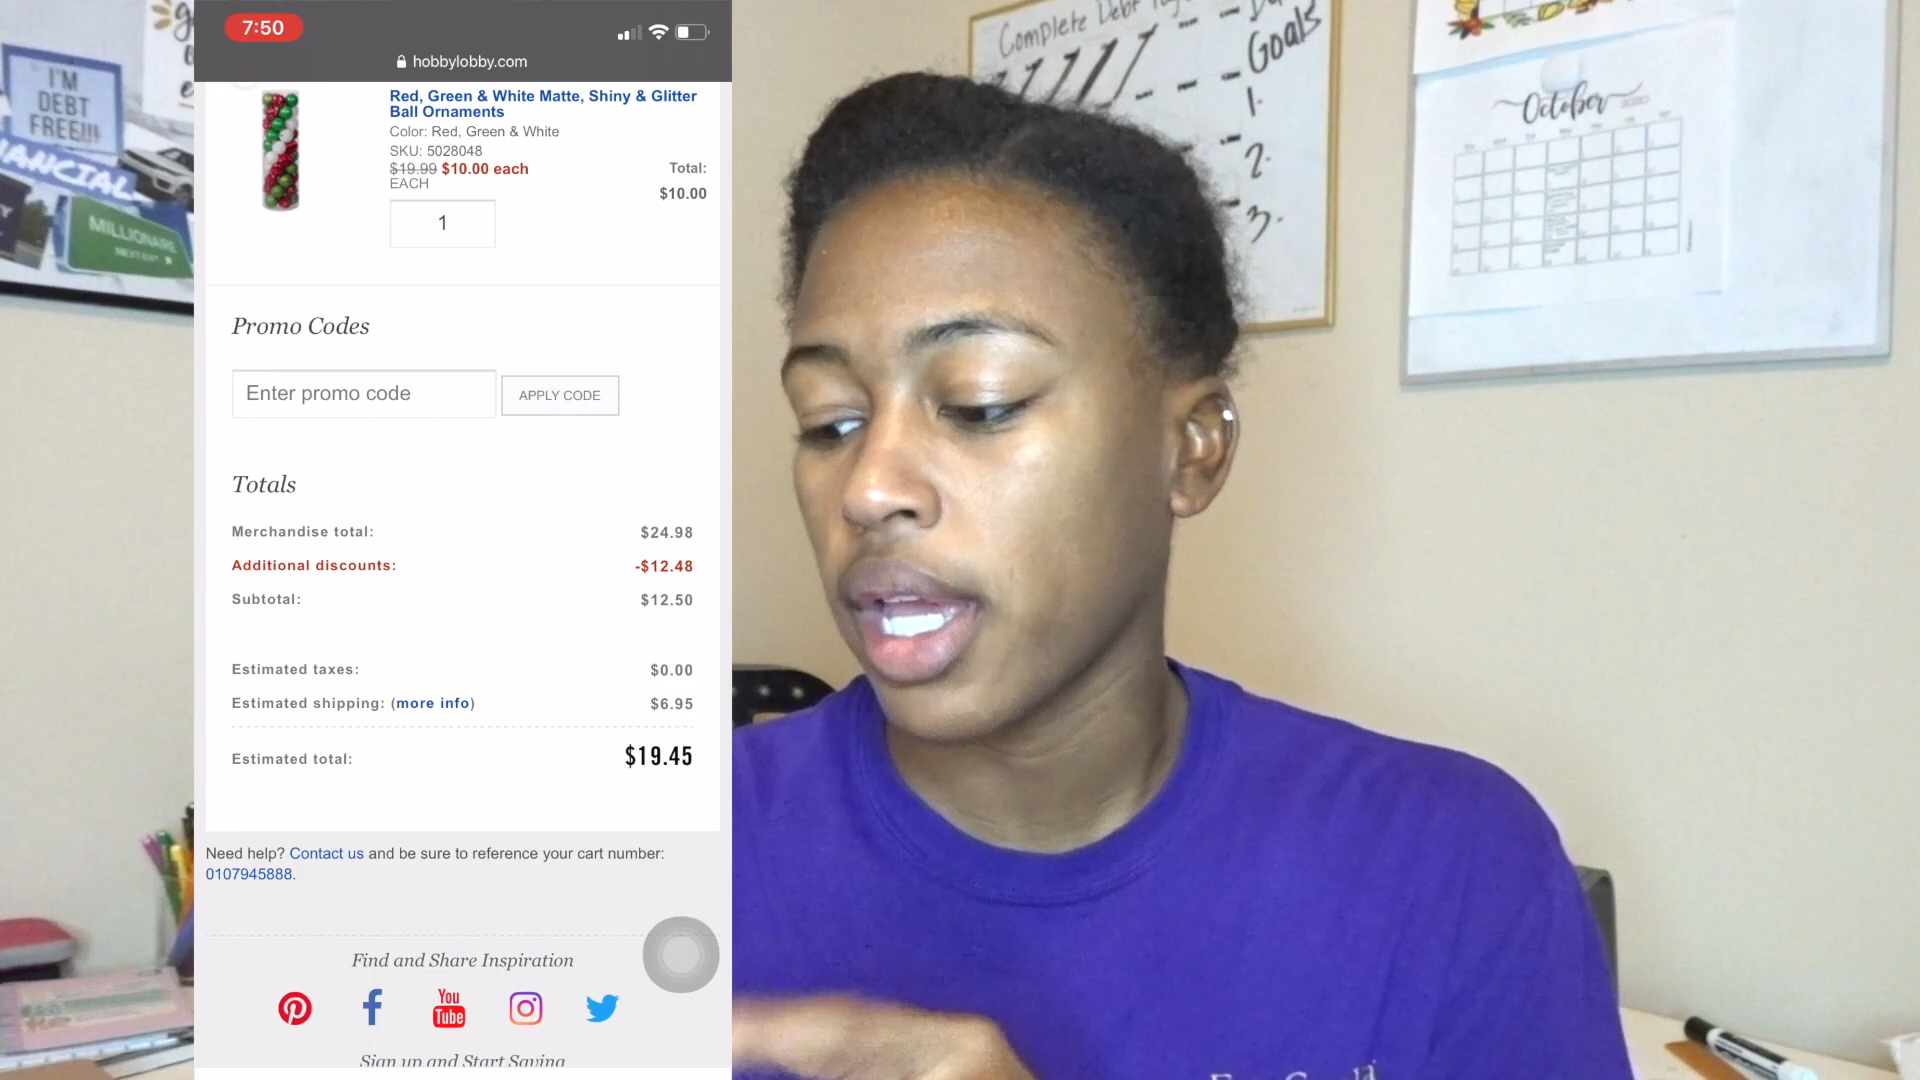 7:50
hobbylobby.com
Red, Green & White Matte, Shiny & Glitter
Ball Ornaments
Color: Red, Green & White
SKU: 5028048
$19.99 $10.00 each
EACH
Total:
$10.00
1
Promo Codes
Enter promo code
APPLY CODE
Totals
Merchandise total: $24.98
Additional discounts: -$12.48
Subtotal: $12.50
Estimated taxes: $0.00
Estimated shipping: (more info) $6.95
Estimated total: $19.45
Need help? Contact us and be sure to reference your cart number:
0107945888.
Find and Share Inspiration
You
Tube
Sign up and Start Saving
I'M
DEBT
FREE!!!
MILLIONAIRE
Complete Debt
Goals
1.
2.
3.
October 2020